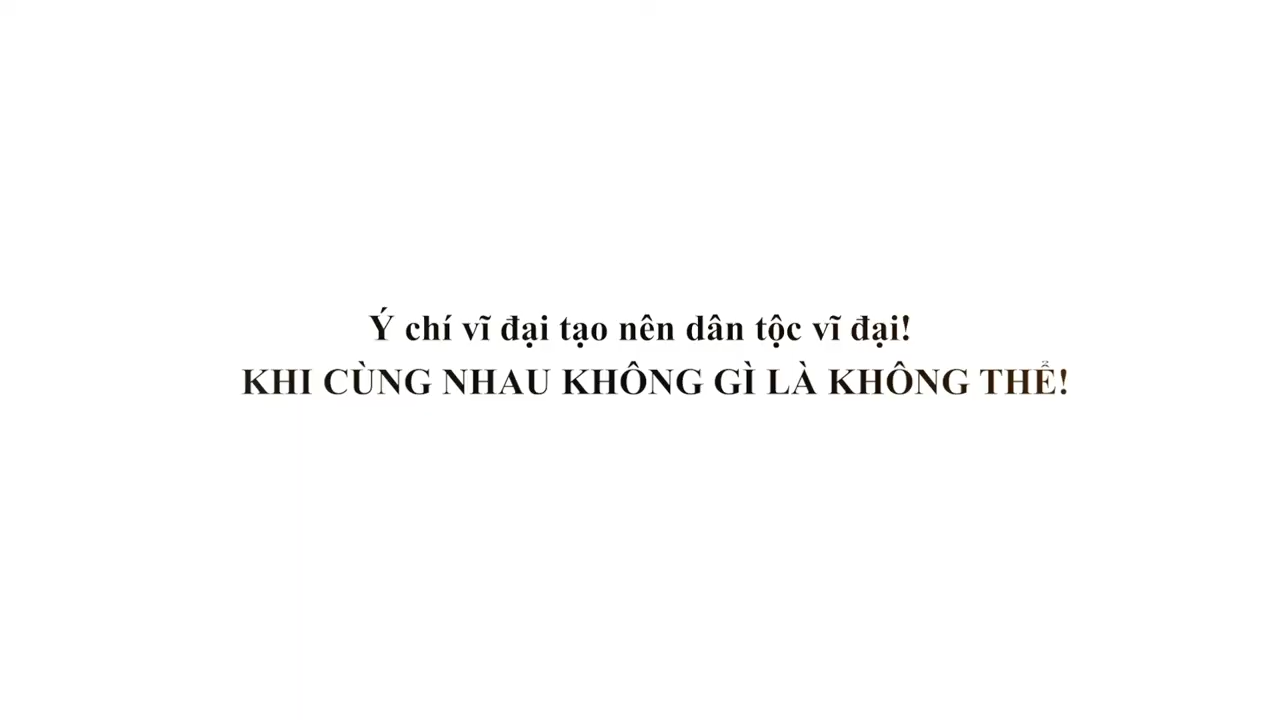 Ý chí vĩ đại tạo nên dân tộc vĩ đại!
KHI CÙNG NHAU KHÔNG GÌ LÀ KHÔNG THỂ!